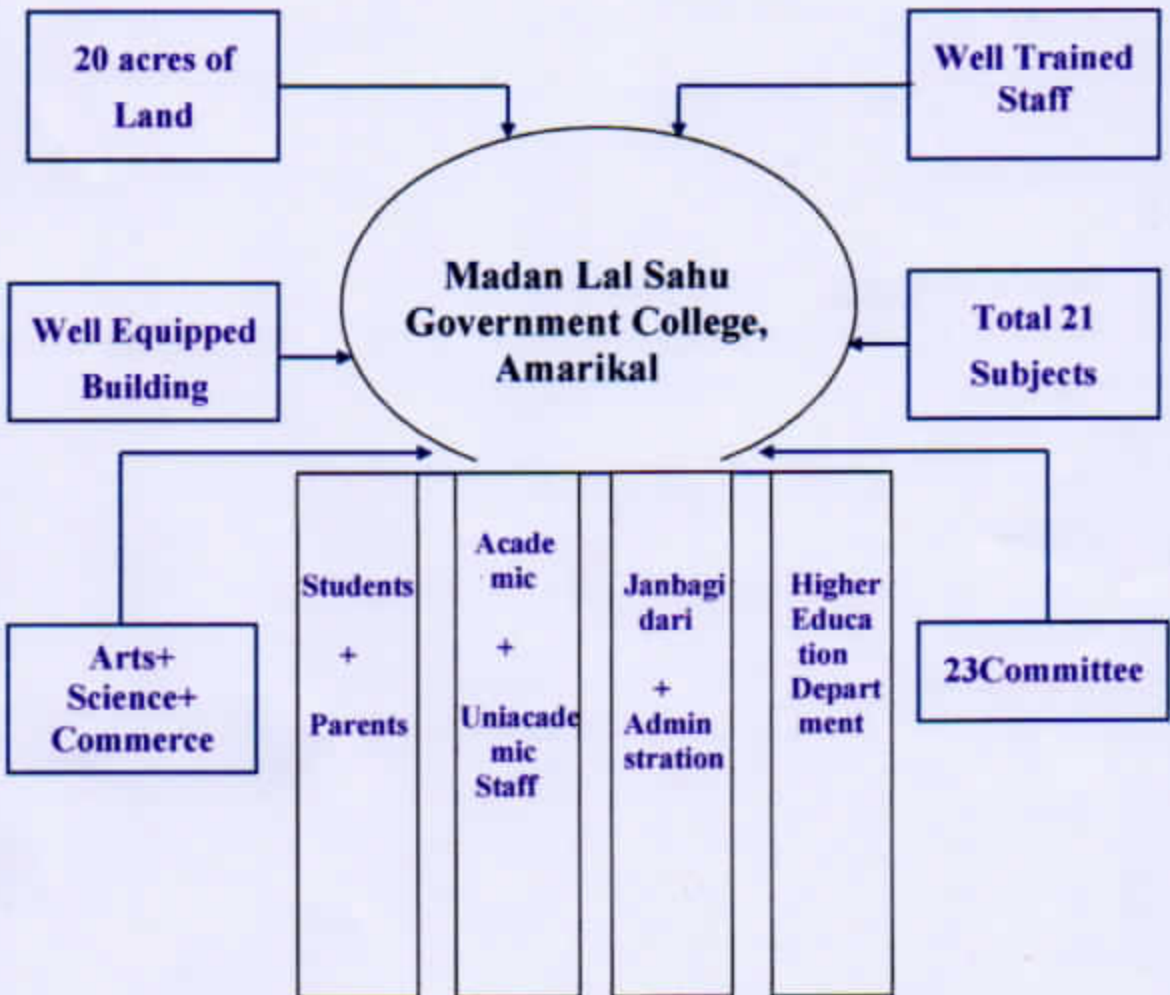 20 acres of
Land
Well Trained
Staff
Madan Lal Sahu
Government College,
Amarikal
Well Equipped
Building
Total 21
Subjects
Arts+
Science+
Commerce
Students
+
Parents
Acade
mic
+
Uniacade
mic
Staff
Janbagi
dari
+
Admin
stration
Higher
Educa
tion
Depart
ment
23Committee